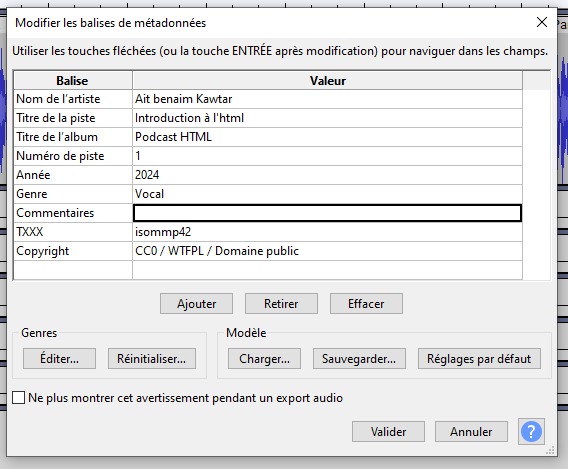 Modifier les balises de métadonnées
Utiliser les touches fléchées (ou la touche ENTRÉE après modification) pour naviguer dans les champs.
Balise Valeur
Nom de l'artiste Ait benaim Kawtar
Titre de la piste Introduction à l'html
Titre de l'album Podcast HTML
Numéro de piste 1
Année 2024
Genre Vocal
Commentaires
TXXX isommp42
Copyright CC0 / WTFPL / Domaine public
Ajouter Retirer Effacer
Genres Modèle
Éditer... Réinitialiser... Charger... Sauvegarder... Réglages par défaut
Ne plus montrer cet avertissement pendant un export audio
Valider Annuler ?